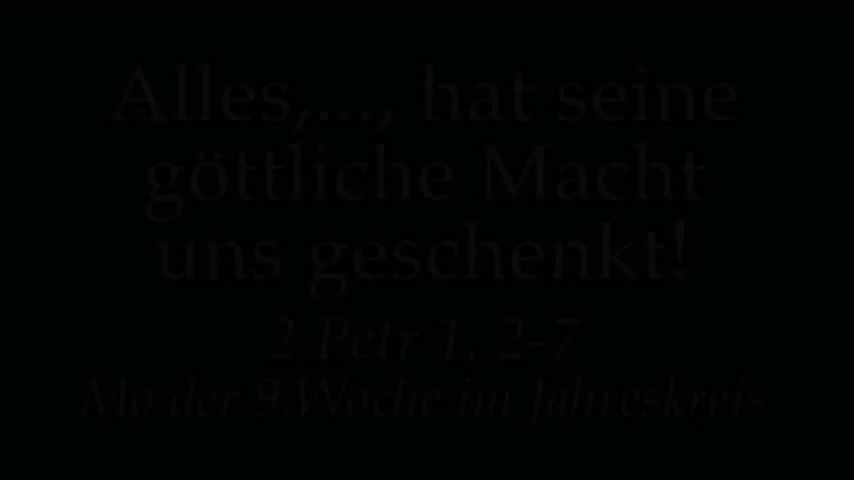 Alles,..., hat seine
göttliche Macht
uns geschenkt!
2 Petr 1, 2-7
Mo der 9.Woche im Jahreskreis